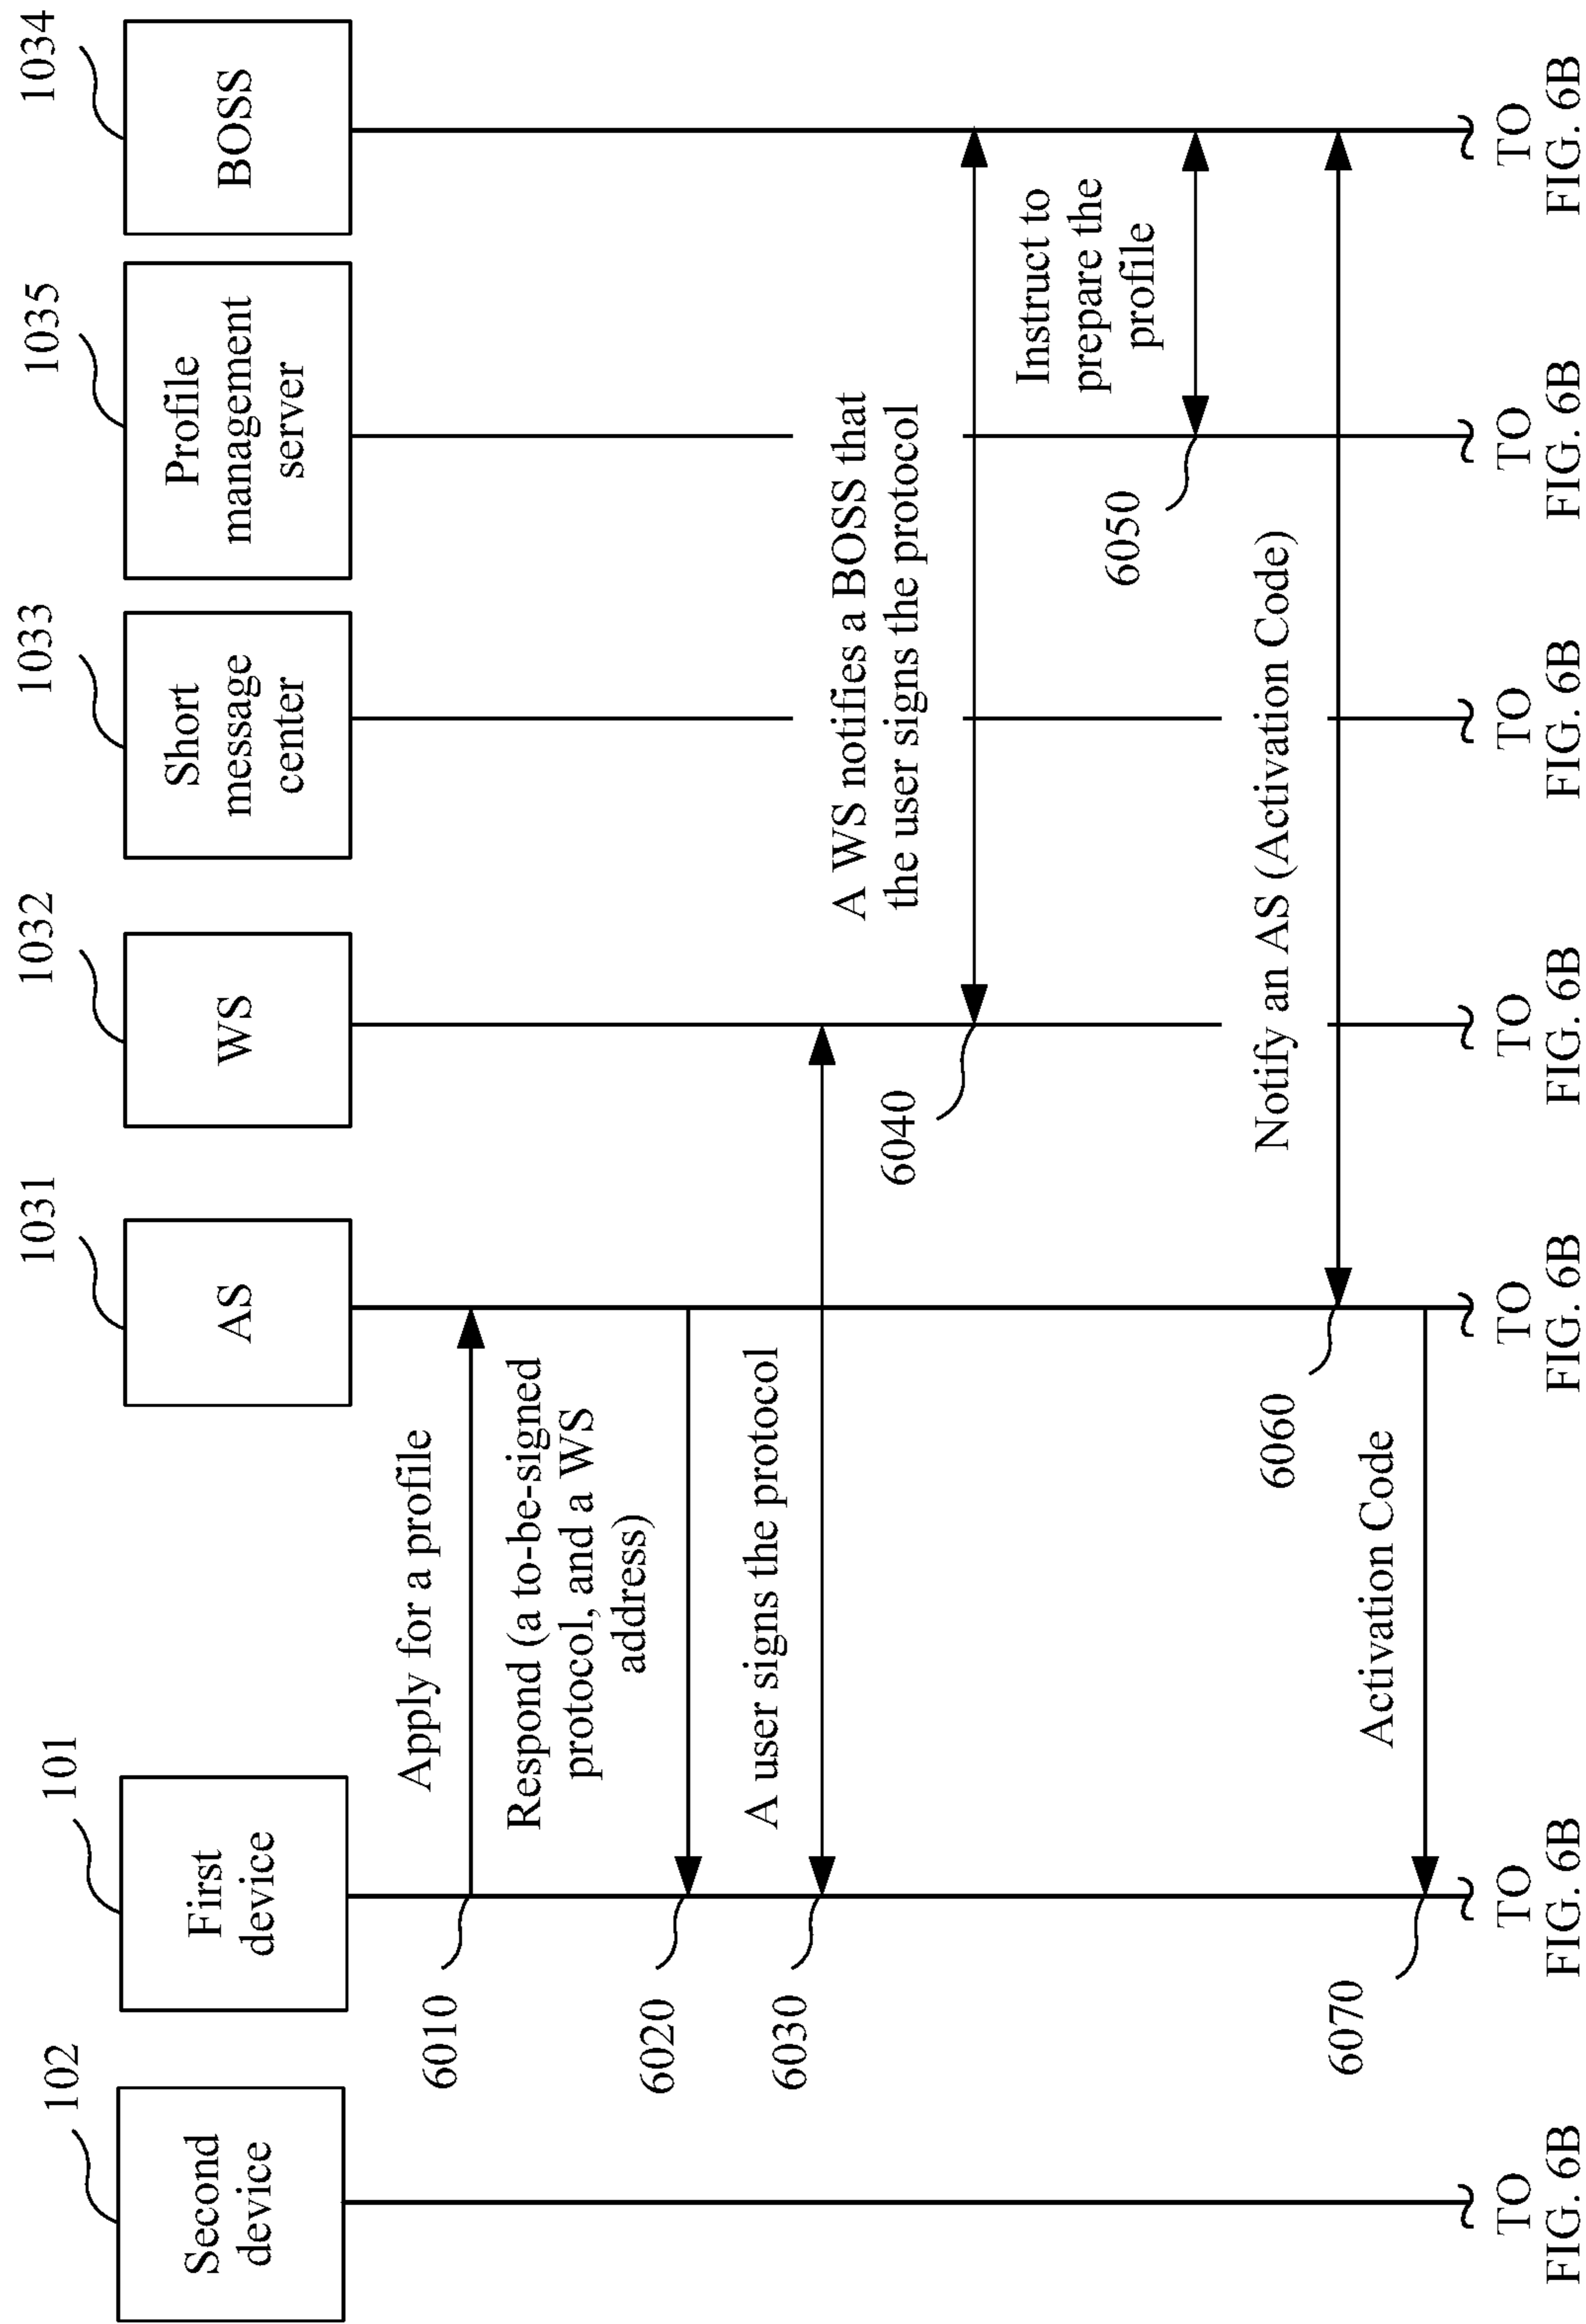 102
101
1031
1032
1033
1035
1034
Second
device
First
device
AS
WS
Short
message
center
Profile
management
server
BOSS
Apply for a profile
6010
Respond (a to-be-signed
protocol, and a WS
address)
6020
A user signs the protocol
6030
A WS notifies a BOSS that
the user signs the protocol
6040
Instruct to
prepare the
profile
6050
Notify an AS (Activation Code)
6060
Activation Code
6070
TO
FIG. 6B
TO
FIG. 6B
TO
FIG. 6B
TO
FIG. 6B
TO
FIG. 6B
TO
FIG. 6B
TO
FIG. 6B